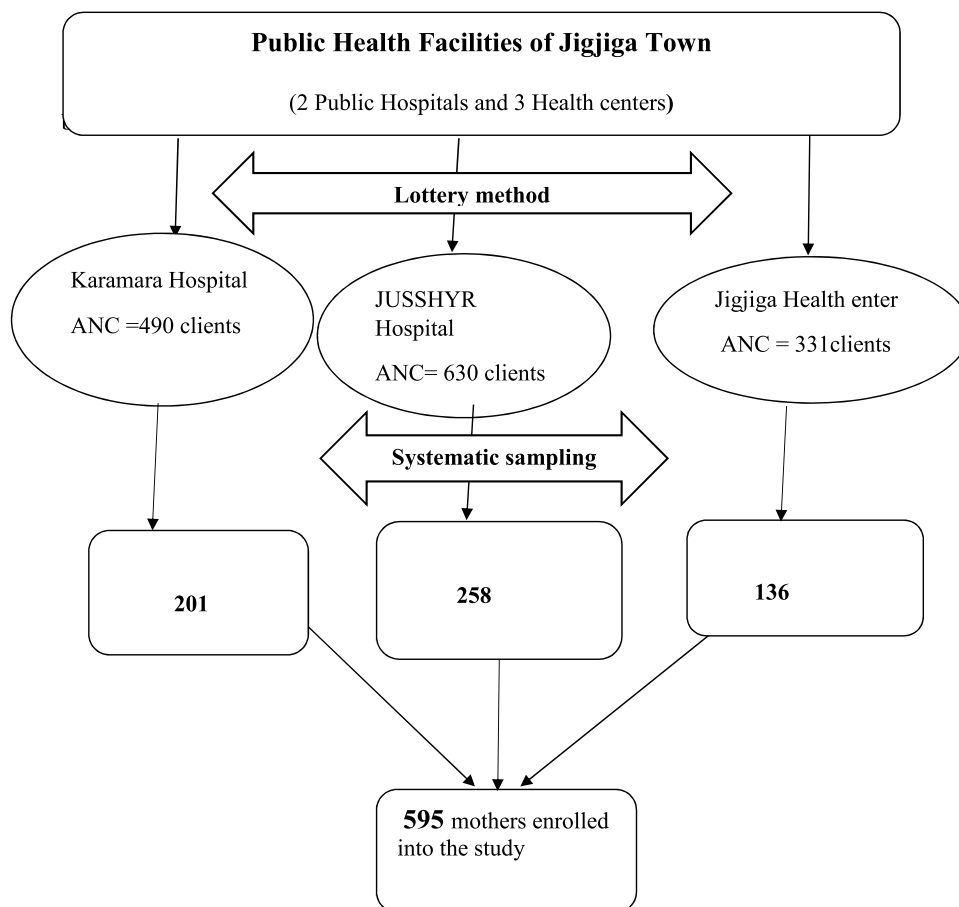 Public Health Facilities of Jigjiga Town
(2 Public Hospitals and 3 Health centers)
Lottery method
Karamara Hospital
ANC =490 clients
JUSSHYR
Hospital
ANC= 630 clients
Jigjiga Health enter
ANC = 331clients
Systematic sampling
201
258
136
595 mothers enrolled
into the study